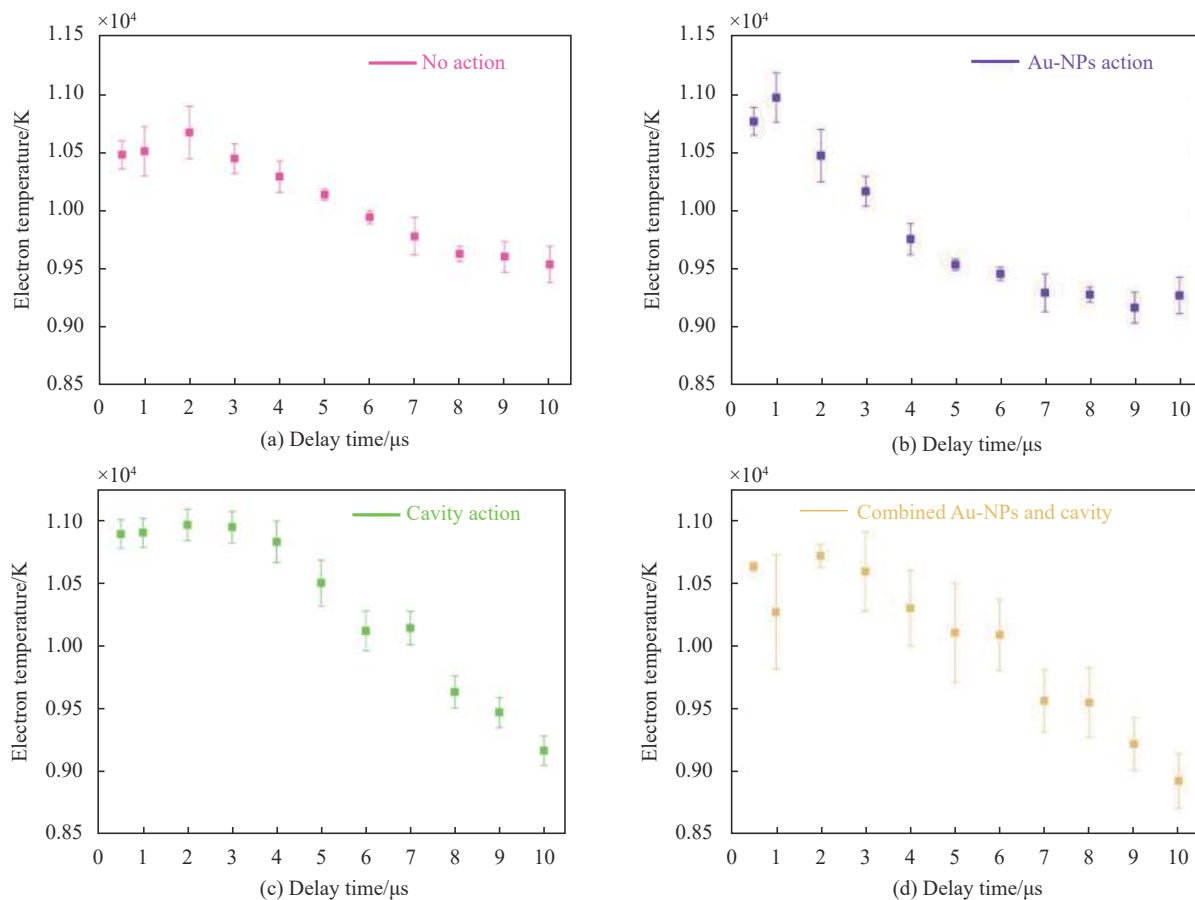 ×10⁴
1.15
1.10
1.05
1.00
0.95
0.90
0.85
Electron temperature/K
No action
0 1 2 3 4 5 6 7 8 9 10
(a) Delay time/μs
×10⁴
1.15
1.10
1.05
1.00
0.95
0.90
0.85
Electron temperature/K
Au-NPs action
0 1 2 3 4 5 6 7 8 9 10
(b) Delay time/μs
×10⁴
1.10
1.05
1.00
0.95
0.90
0.85
Electron temperature/K
Cavity action
0 1 2 3 4 5 6 7 8 9 10
(c) Delay time/μs
×10⁴
1.10
1.05
1.00
0.95
0.90
0.85
Electron temperature/K
Combined Au-NPs and cavity
0 1 2 3 4 5 6 7 8 9 10
(d) Delay time/μs